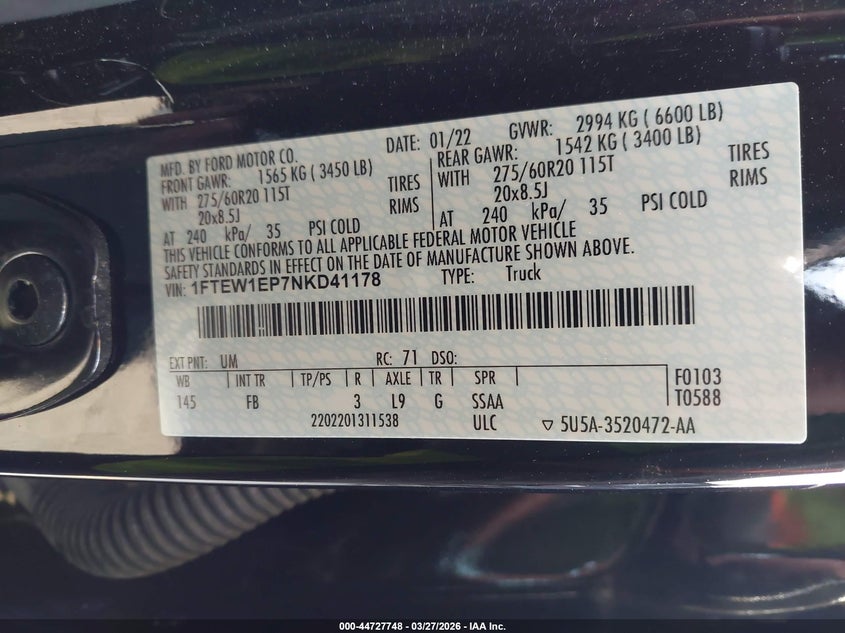 MFD. BY FORD MOTOR CO. DATE: 01/22 GVWR: 2994 KG ( 6600 LB)
FRONT GAWR: 1565 KG ( 3450 LB) REAR GAWR: 1542 KG ( 3400 LB)
WITH 275/60R20 115T TIRES WITH 275/60R20 115T TIRES
20x8.5J RIMS 20x8.5J RIMS
AT 240 kPa/ 35 PSI COLD AT 240 kPa/ 35 PSI COLD
THIS VEHICLE CONFORMS TO ALL APPLICABLE FEDERAL MOTOR VEHICLE
SAFETY STANDARDS IN EFFECT ON THE DATE OF MANUFACTURE SHOWN ABOVE.
VIN: 1FTEW1EP7NKD41178 TYPE: Truck
EXT PNT: UM RC: 71 DSO:
WB INT TR TP/PS R AXLE TR SPR F0103
145 FB 3 L9 G SSAA T0588
2202201311538 ULC ▽ 5U5A-3520472-AA
000-44727748 — 03/27/2026 — IAA Inc.